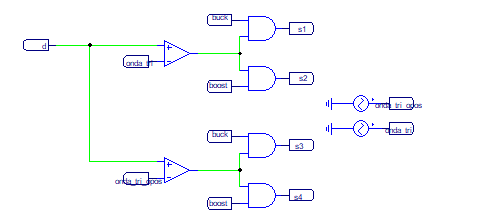 buck
s1
d
onda_tri
boost
s2
onda_tri_opos
onda_tri
buck
s3
onda_tri_opos
boost
s4